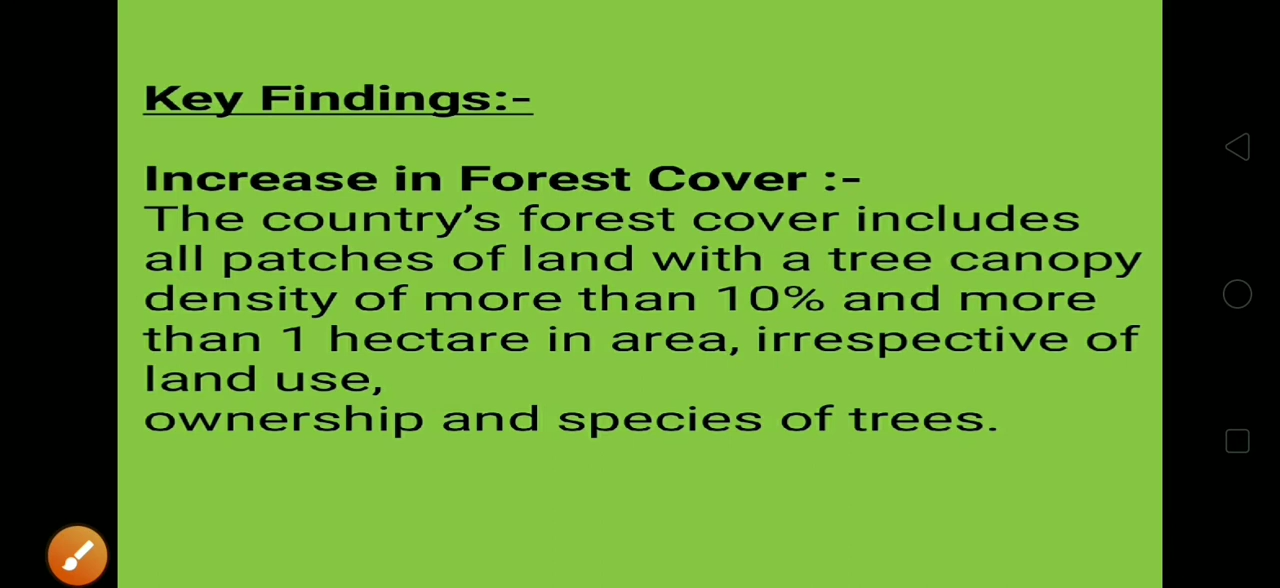 Key Findings:-
Increase in Forest Cover :-
The country’s forest cover includes
all patches of land with a tree canopy
density of more than 10% and more
than 1 hectare in area, irrespective of
land use,
ownership and species of trees.